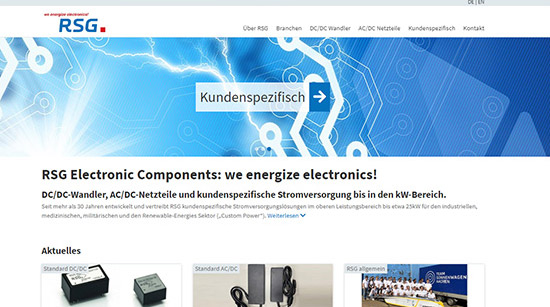 DE | EN
we energize electronics!
RSG.
Über RSG Branchen DC/DC Wandler AC/DC Netzteile Kundenspezifisch Kontakt
Kundenspezifisch
RSG Electronic Components: we energize electronics!
DC/DC-Wandler, AC/DC-Netzteile und kundenspezifische Stromversorgung bis in den kW-Bereich.
Seit mehr als 30 Jahren entwickelt und vertreibt RSG kundenspezifische Stromversorgungslösungen im oberen Leistungsbereich bis etwa 25kW für den industriellen,
medizinischen, militärischen und den Renewable-Energies Sektor („Custom Power“). Weiterlesen
Aktuelles
Standard DC/DC
Standard AC/DC
RSG allgemein
TEAM
SONNENWAGEN
AACHEN